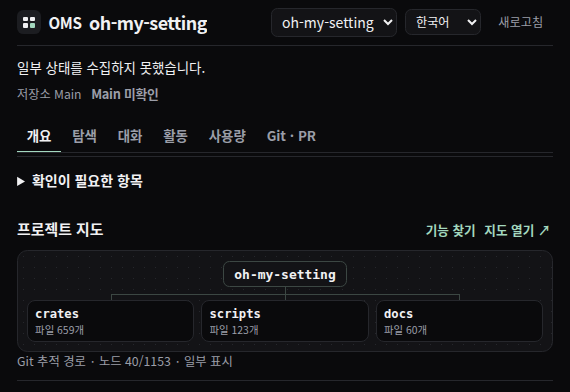 OMS oh-my-setting oh-my-setting 한국어 새로고침
일부 상태를 수집하지 못했습니다.
저장소 Main Main 미확인
개요 탐색 대화 활동 사용량 Git · PR
▶ 확인이 필요한 항목
프로젝트 지도 기능 찾기 지도 열기 ↗
oh-my-setting
crates scripts docs
파일 659개 파일 123개 파일 60개
Git 추적 경로 · 노드 40/1153 · 일부 표시